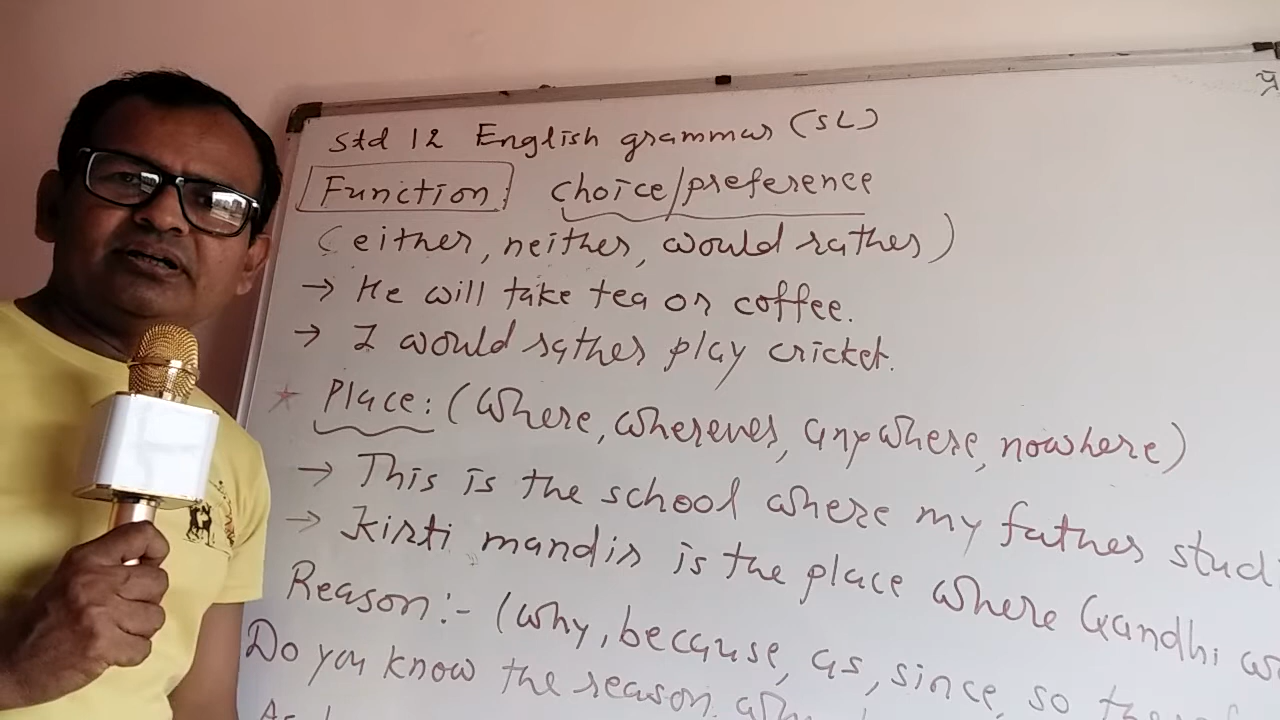 Std 12 English grammar (SL)
Function choice/preference
(either, neither, would rather)
→ He will take tea or coffee.
→ I would rather play cricket.
* Place: (where, wherever, anywhere, nowhere)
→ This is the school where my father studi
→ Kirti mandir is the place where Gandhi
Reason:- (why, because, as, since, so
Do you know the reason